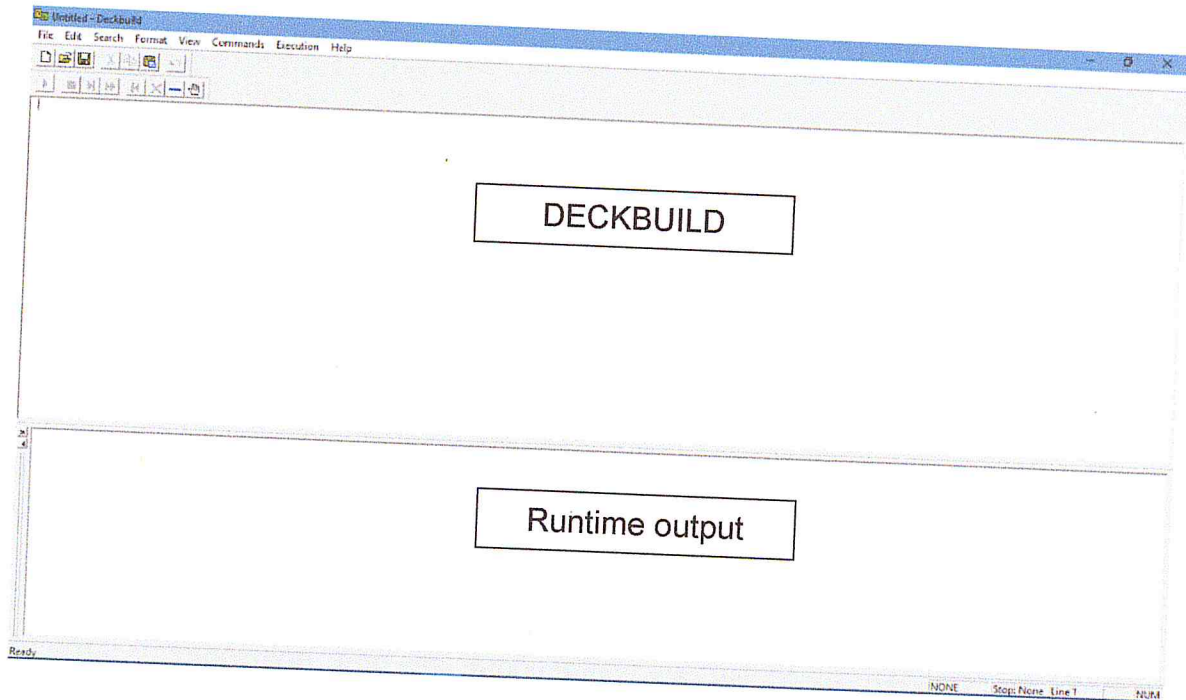 Untitled - Deckbuild
File Edit Search Format View Commands Execution Help
DECKBUILD
Runtime output
Ready
NONE Stop: None Line 1 NUM